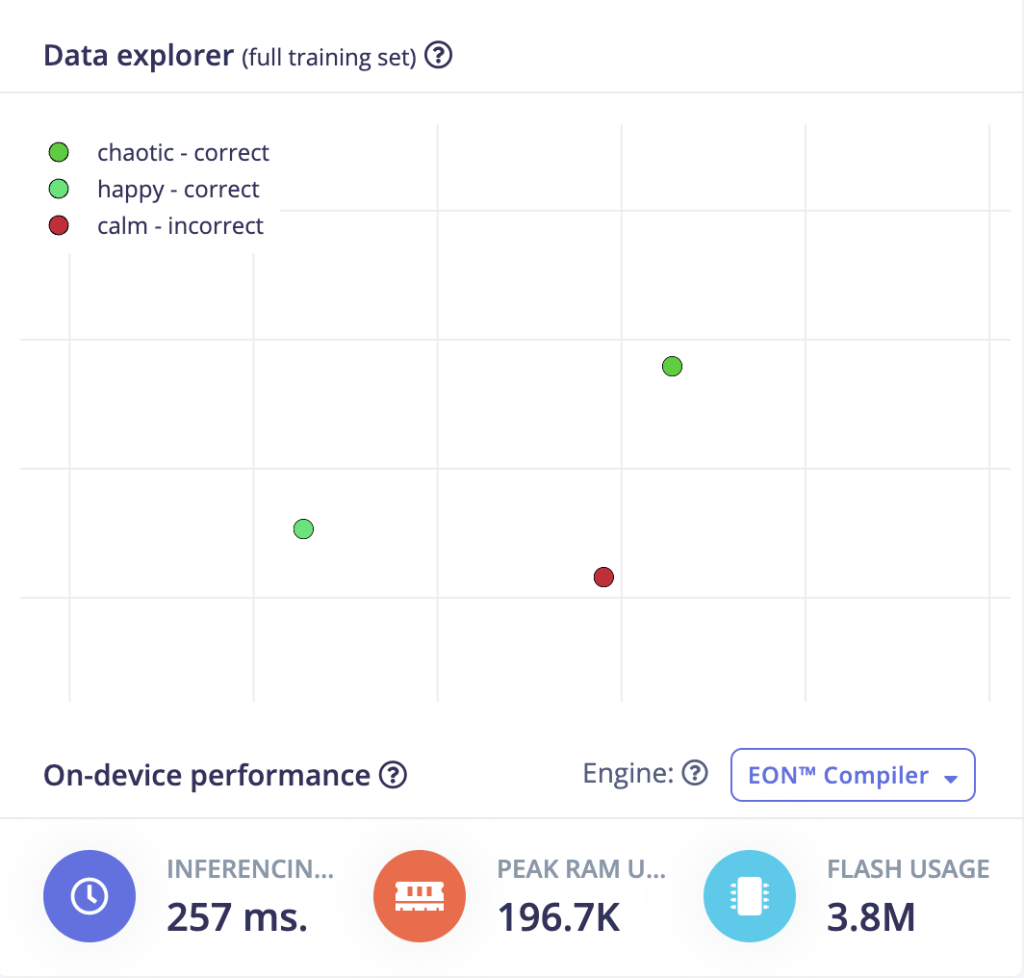 Data explorer (full training set) ?
chaotic - correct
happy - correct
calm - incorrect
On-device performance ?
Engine: ? EON™ Compiler
INFERENCIN...
257 ms.
PEAK RAM U...
196.7K
FLASH USAGE
3.8M